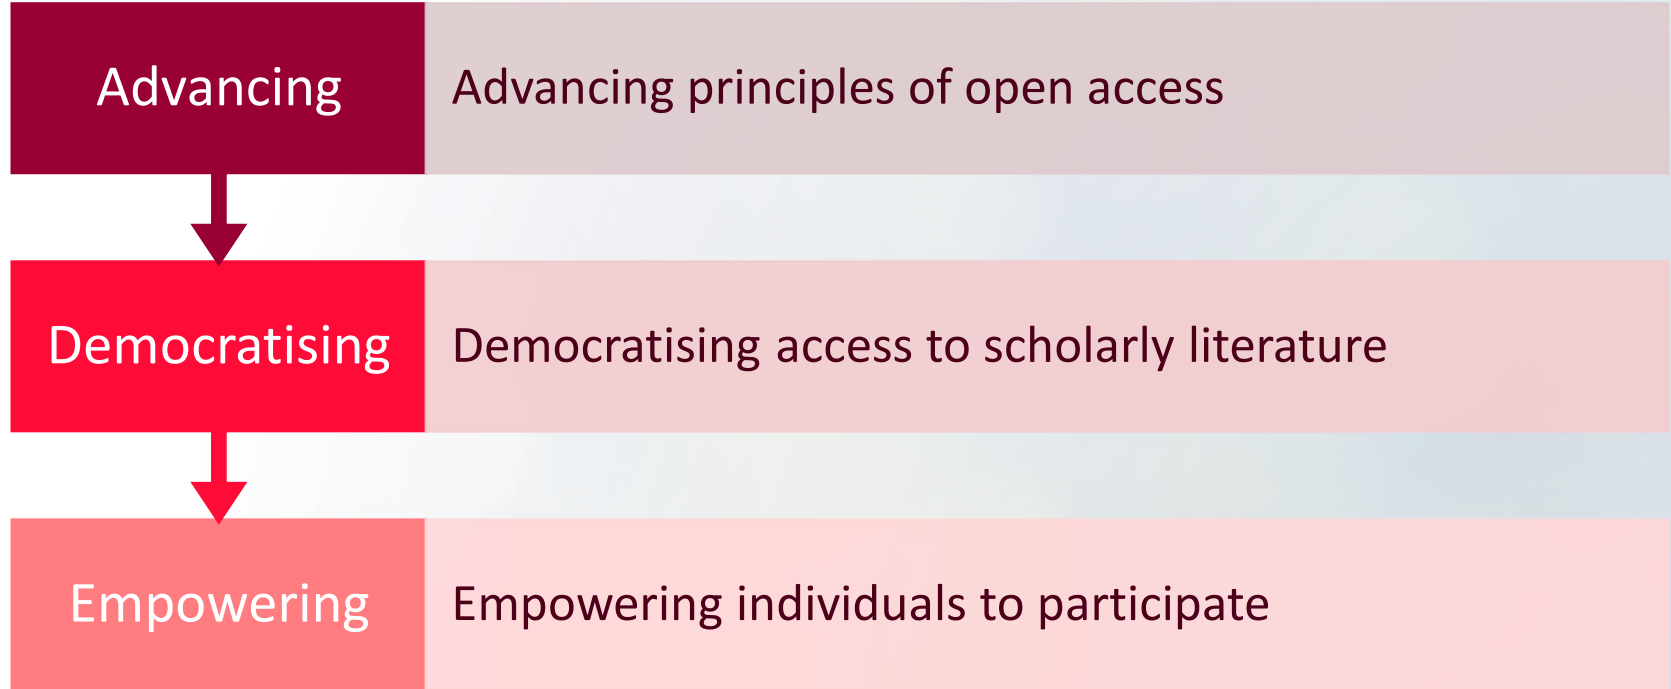 Advancing
Advancing principles of open access
Democratising
Democratising access to scholarly literature
Empowering
Empowering individuals to participate